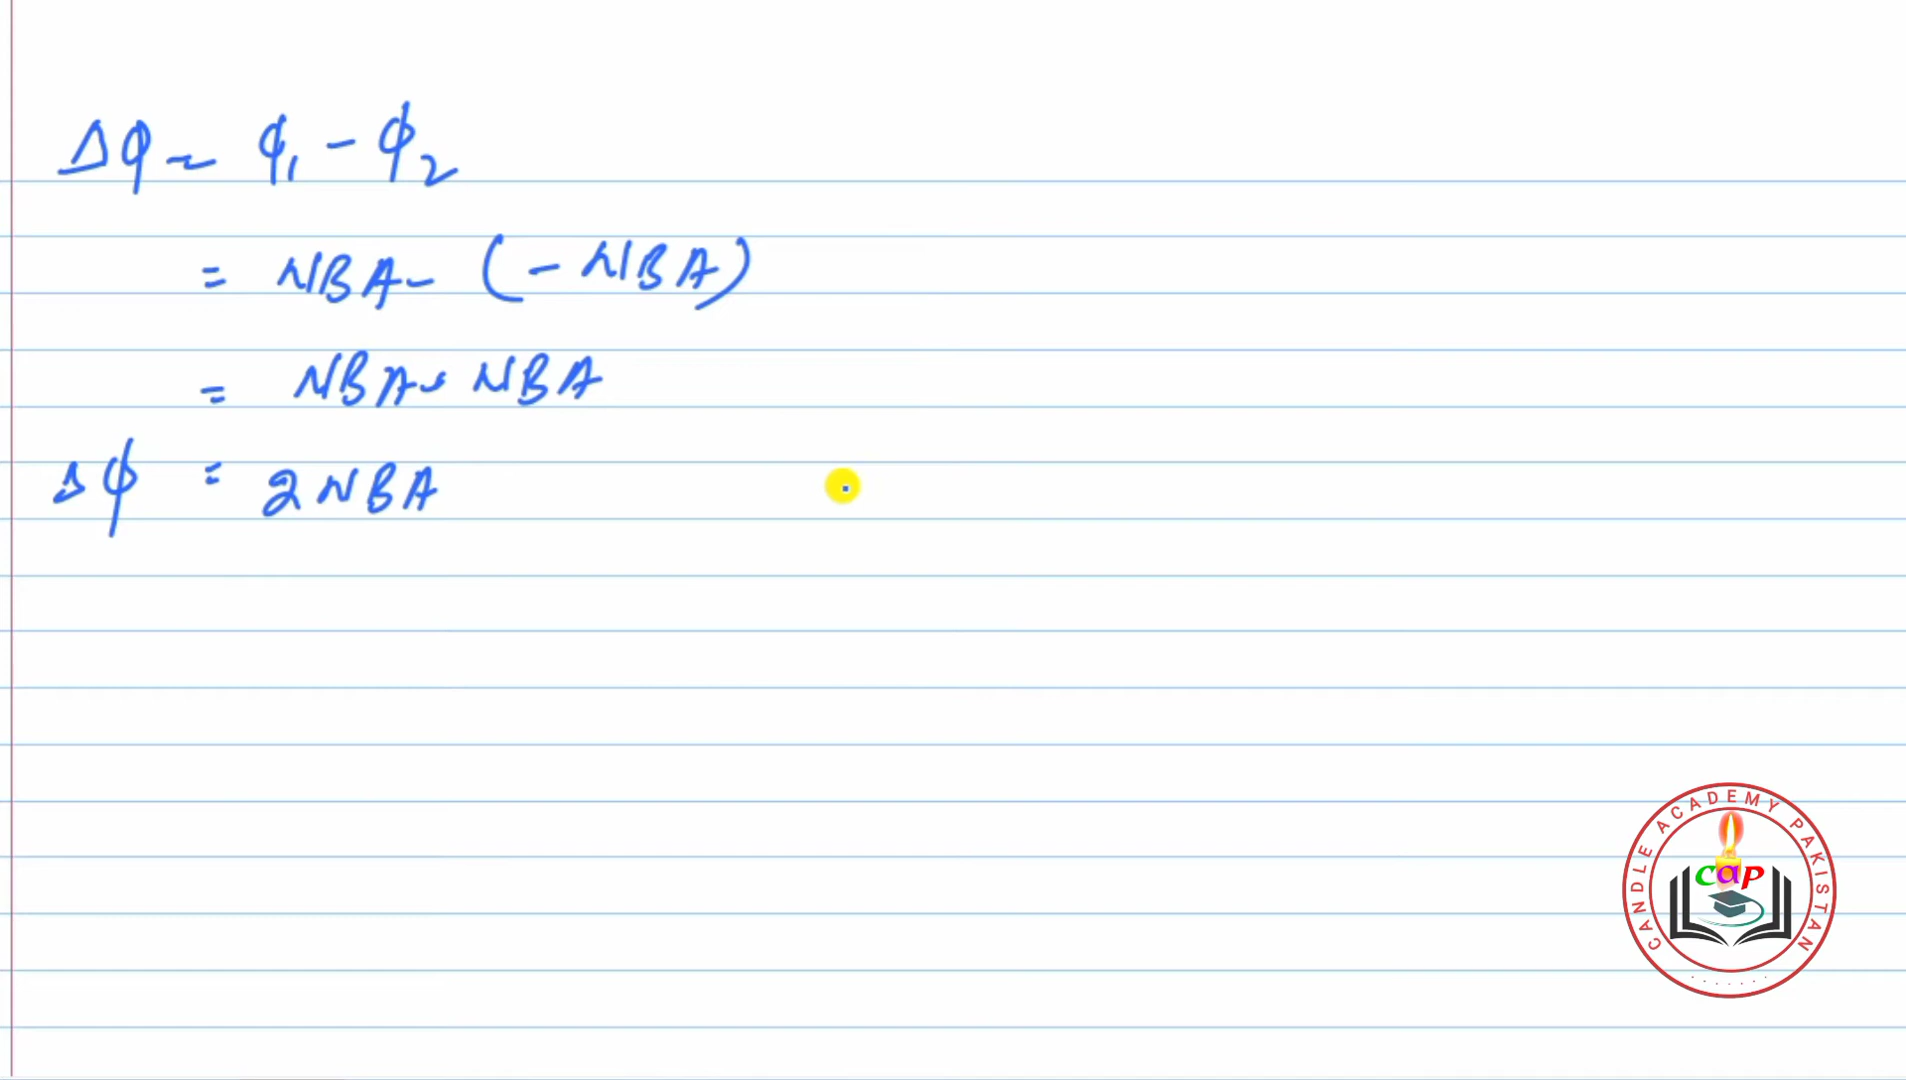 Δφ = φ₁ - φ₂
= NBA - (- NBA)
= NBA + NBA
Δφ = 2NBA
CANDLE ACADEMY PAKISTAN
CAP